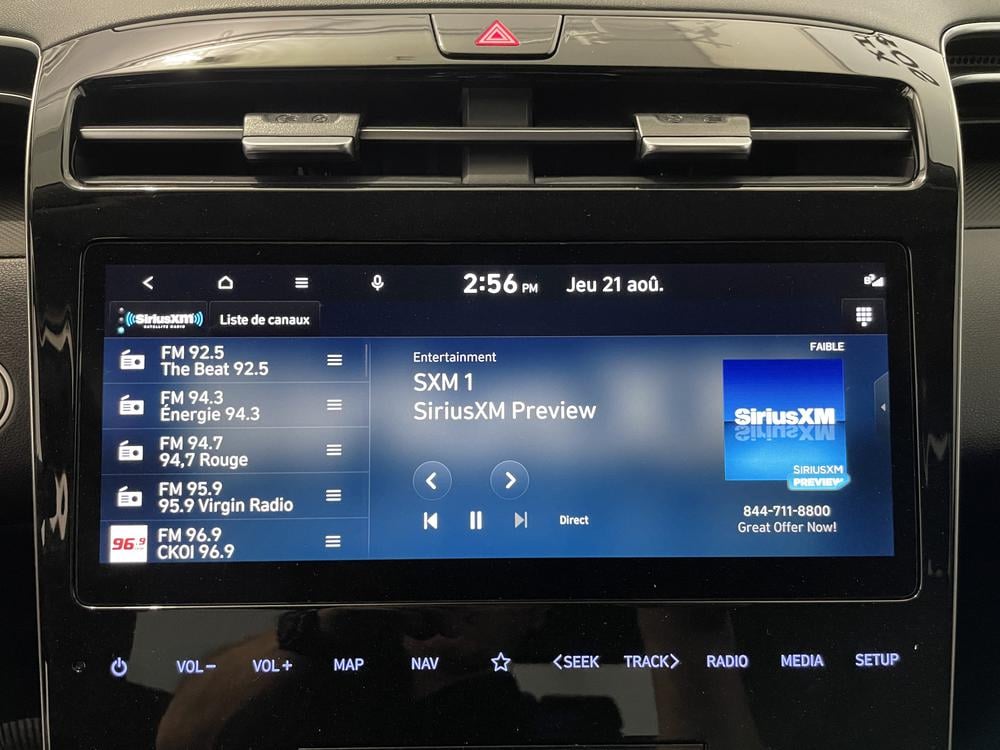 2:56 PM Jeu 21 aoû.
SiriusXM
SATELLITE RADIO
Liste de canaux
FM 92.5
The Beat 92.5
FM 94.3
Énergie 94.3
FM 94.7
94,7 Rouge
FM 95.9
95.9 Virgin Radio
96.9
FM 96.9
CKOI 96.9
Entertainment
SXM 1
SiriusXM Preview
Direct
FAIBLE
SiriusXM
SIRIUSXM
PREVIEW
844-711-8800
Great Offer Now!
VOL− VOL+ MAP NAV <SEEK TRACK> RADIO MEDIA SETUP